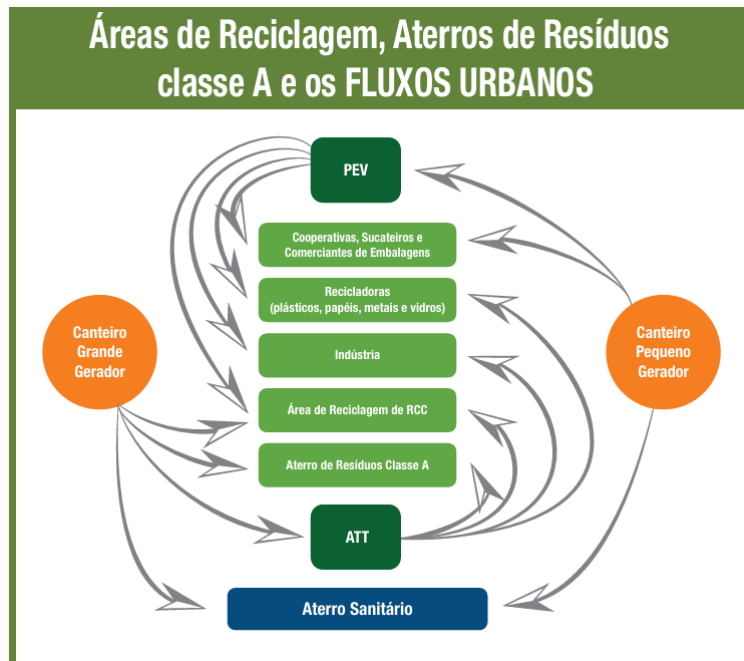 Áreas de Reciclagem, Aterros de Resíduos
classe A e os FLUXOS URBANOS
PEV
Cooperativas, Sucateiros e
Comerciantes de Embalagens
Recicladoras
(plásticos, papéis, metais e vidros)
Canteiro
Grande
Gerador
Indústria
Canteiro
Pequeno
Gerador
Área de Reciclagem de RCC
Aterro de Resíduos Classe A
ATT
Aterro Sanitário